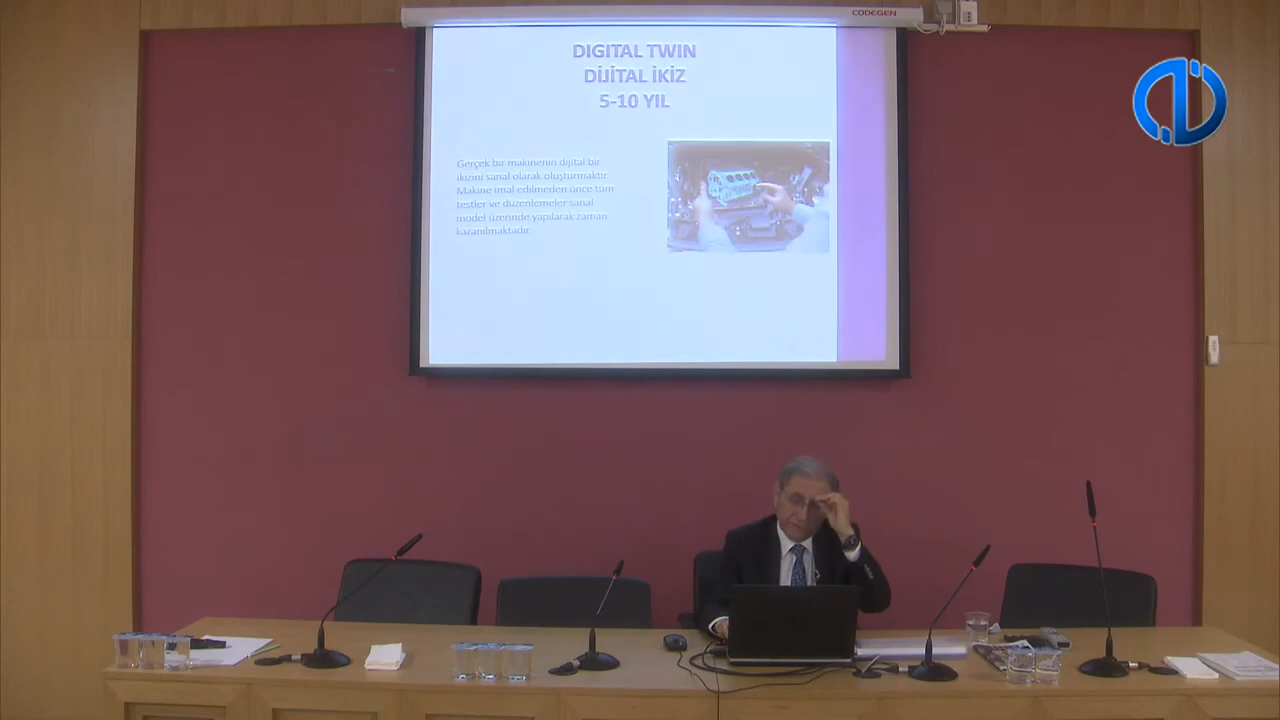 CODEGEN
DIGITAL TWIN
DİJİTAL İKİZ
5-10 YIL
Gerçek bir makinenin dijital bir
ikizini sanal olarak oluşturmaktır.
Makine imal edilmeden önce tüm
testler ve düzenlemeler sanal
model üzerinde yapılarak zaman
kazanılmaktadır.